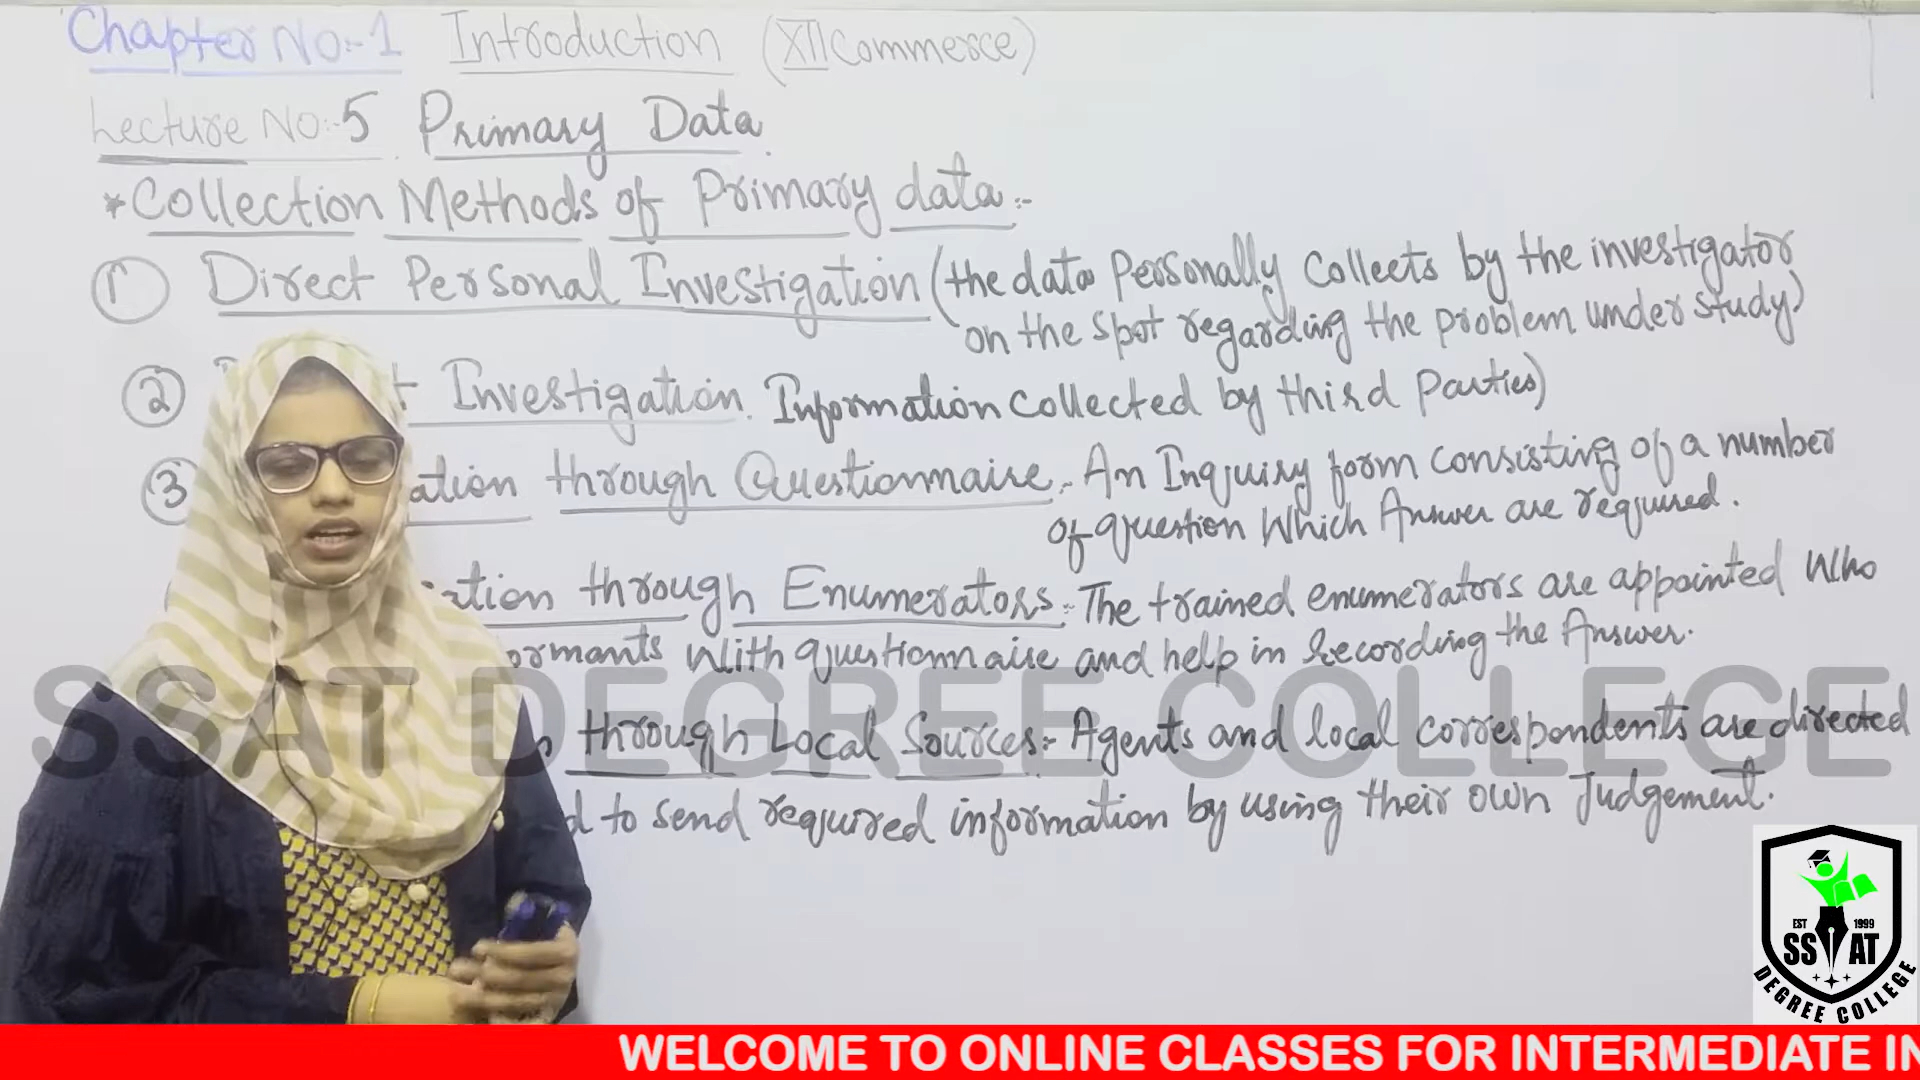 Chapter No:-1 Introduction (XII Commerce)
Lecture No:-5 Primary Data.
*Collection Methods of Primary data:-
1 Direct Personal Investigation (the data Personally Collects by the investigator
on the spot regarding the problem under study)
2 Investigation. Information collected by third Parties)
3 ation through Questionnaire:- An Inquiry form consisting of a number
of question Which Answer are required.
ation through Enumerators:- The trained enumerators are appointed Who
ormants With questionnaire and help in recording the Answer.
through Local Sources:- Agents and local correspondents are directed
d to send required information by using their own Judgement.
SSAT DEGREE COLLEGE
EST 1999
SSAT
DEGREE COLLEGE
WELCOME TO ONLINE CLASSES FOR INTERMEDIATE IN